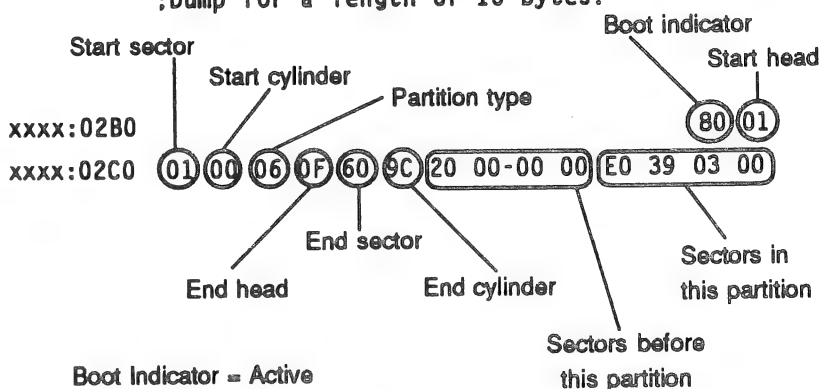 ;Dump for a length of 10 bytes.
Boot indicator
Start sector
Start head
Start cylinder
Partition type
xxxx:02B0 80 01
xxxx:02C0 01 00 06 0F 60 9C 20 00-00 00 E0 39 03 00
End sector
Sectors in
End head End cylinder this partition
Sectors before
Boot Indicator = Active this partition